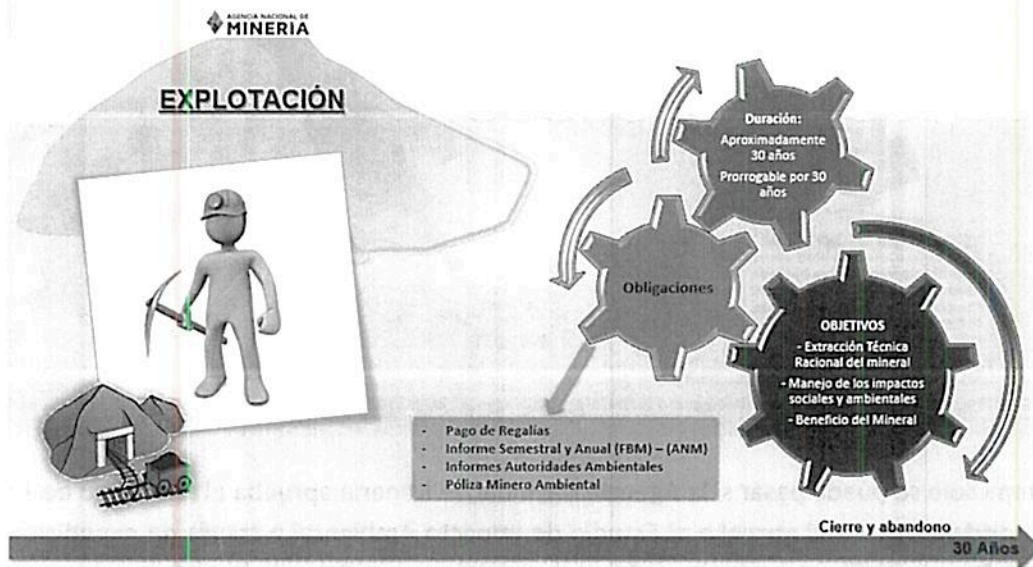 AGENCIA NACIONAL DE
MINERIA
EXPLOTACIÓN
Duración:
Aproximadamente
30 años
Prorrogable por 30
años
Obligaciones
OBJETIVOS
- Extracción Técnica
Racional del mineral
- Manejo de los impactos
sociales y ambientales
- Beneficio del Mineral
- Pago de Regalías
- Informe Semestral y Anual (FBM) – (ANM)
- Informes Autoridades Ambientales
- Póliza Minero Ambiental
Cierre y abandono
30 Años